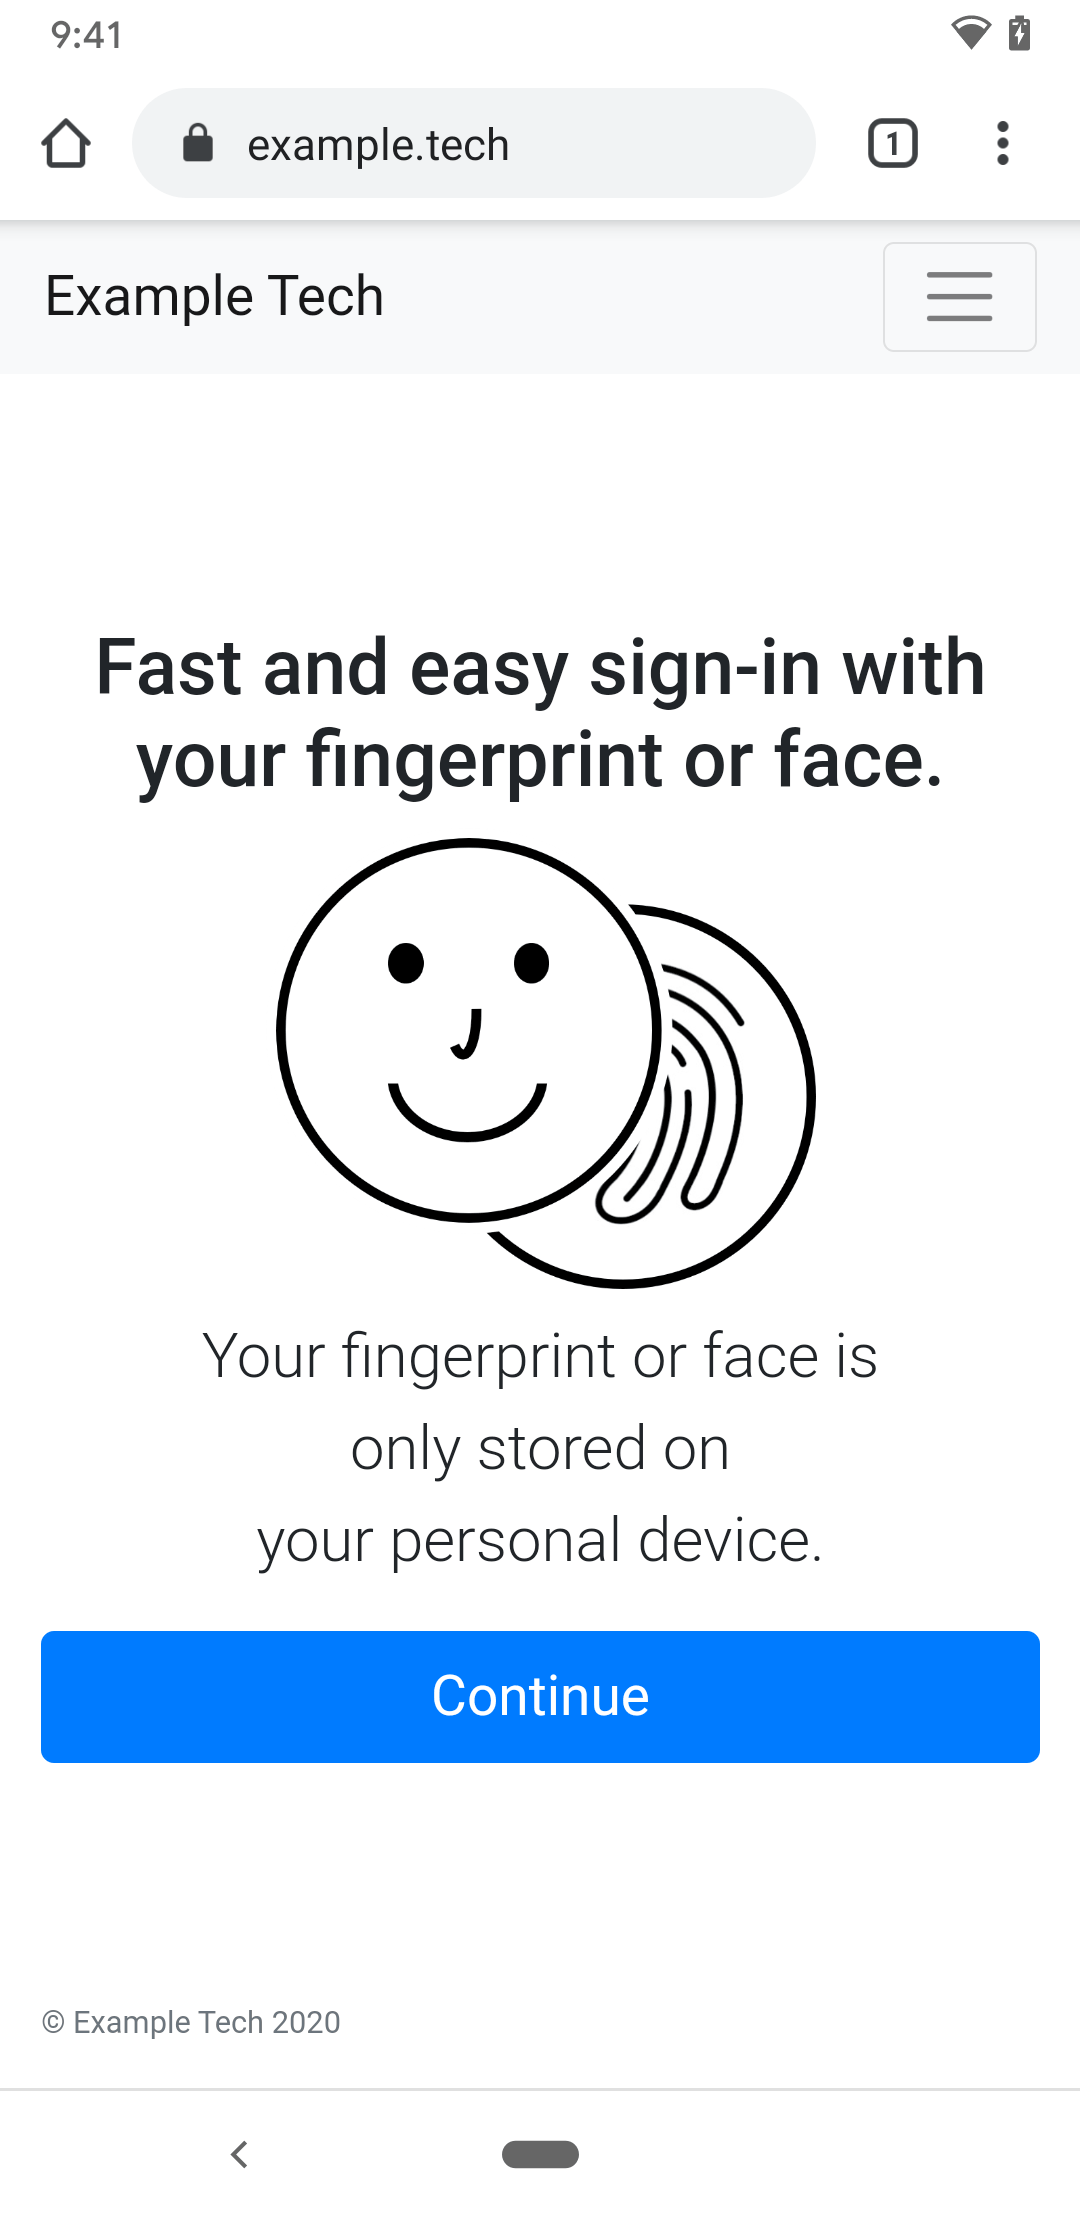 9:41
example.tech
1
Example Tech
Fast and easy sign-in with
your fingerprint or face.
Your fingerprint or face is
only stored on
your personal device.
Continue
© Example Tech 2020